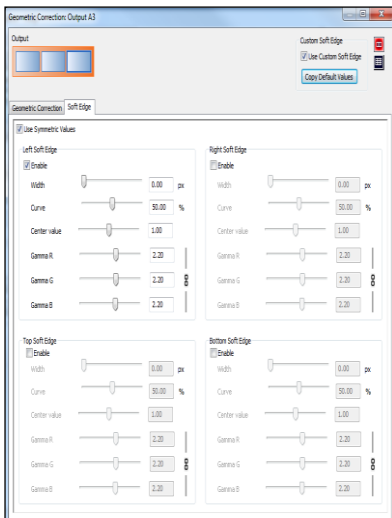 Geometric Correction: Output A3
Output
Custom Soft Edge
Use Custom Soft Edge
Copy Default Values
Geometric Correction
Soft Edge
Use Symmetric Values
Left Soft Edge
Enable
Width 0.00 px
Curve 50.00 %
Center value 1.00
Gamma R 2.20
Gamma G 2.20
Gamma B 2.20
Right Soft Edge
Enable
Width 0.00 px
Curve 50.00 %
Center value 1.00
Gamma R 2.20
Gamma G 2.20
Gamma B 2.20
Top Soft Edge
Enable
Width 0.00 px
Curve 50.00 %
Center value 1.00
Gamma R 2.20
Gamma G 2.20
Gamma B 2.20
Bottom Soft Edge
Enable
Width 0.00 px
Curve 50.00 %
Center value 1.00
Gamma R 2.20
Gamma G 2.20
Gamma B 2.20